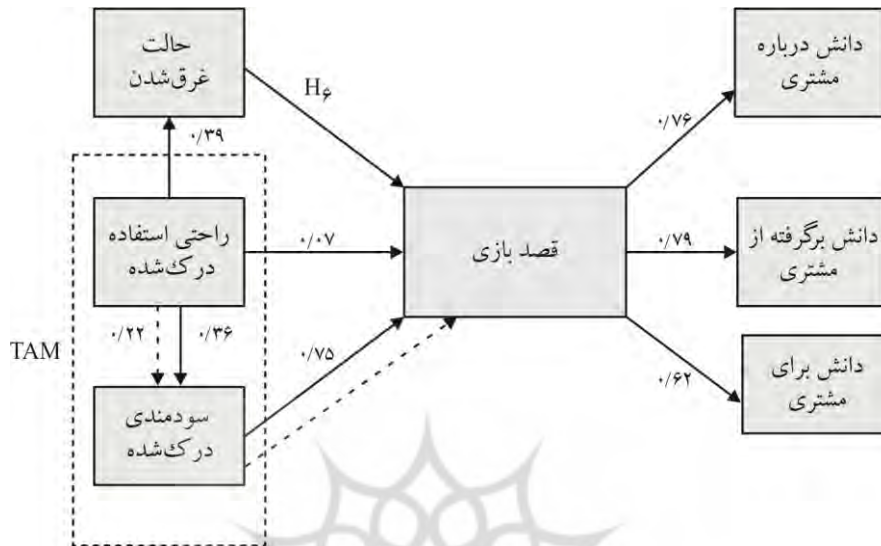 حالت
غرق‌شدن
H۶
۰/۳۹
راحتی استفاده
درک‌شده
۰/۰۷
۰/۲۲
۰/۳۶
TAM
سودمندی
درک‌شده
۰/۷۵
قصد بازی
۰/۷۶
دانش درباره
مشتری
۰/۷۹
دانش برگرفته از
مشتری
۰/۶۲
دانش برای
مشتری